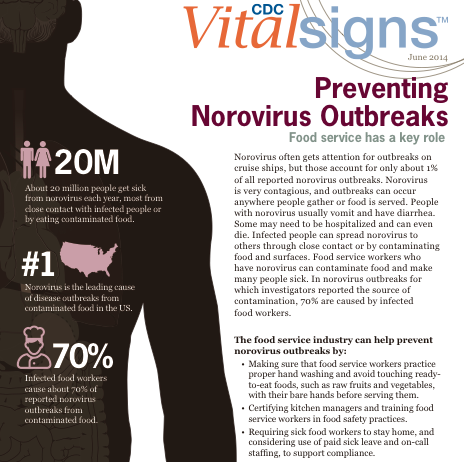 CDC
Vitalsigns™
June 2014
Preventing
Norovirus Outbreaks
Food service has a key role
20M
About 20 million people get sick
from norovirus each year, most from
close contact with infected people or
by eating contaminated food.
#1
Norovirus is the leading cause
of disease outbreaks from
contaminated food in the US.
70%
Infected food workers
cause about 70% of
reported norovirus
outbreaks from
contaminated food.
Norovirus often gets attention for outbreaks on
cruise ships, but those account for only about 1%
of all reported norovirus outbreaks. Norovirus
is very contagious, and outbreaks can occur
anywhere people gather or food is served. People
with norovirus usually vomit and have diarrhea.
Some may need to be hospitalized and can even
die. Infected people can spread norovirus to
others through close contact or by contaminating
food and surfaces. Food service workers who
have norovirus can contaminate food and make
many people sick. In norovirus outbreaks for
which investigators reported the source of
contamination, 70% are caused by infected
food workers.
The food service industry can help prevent
norovirus outbreaks by:
• Making sure that food service workers practice
proper hand washing and avoid touching ready-
to-eat foods, such as raw fruits and vegetables,
with their bare hands before serving them.
• Certifying kitchen managers and training food
service workers in food safety practices.
• Requiring sick food workers to stay home, and
considering use of paid sick leave and on-call
staffing, to support compliance.